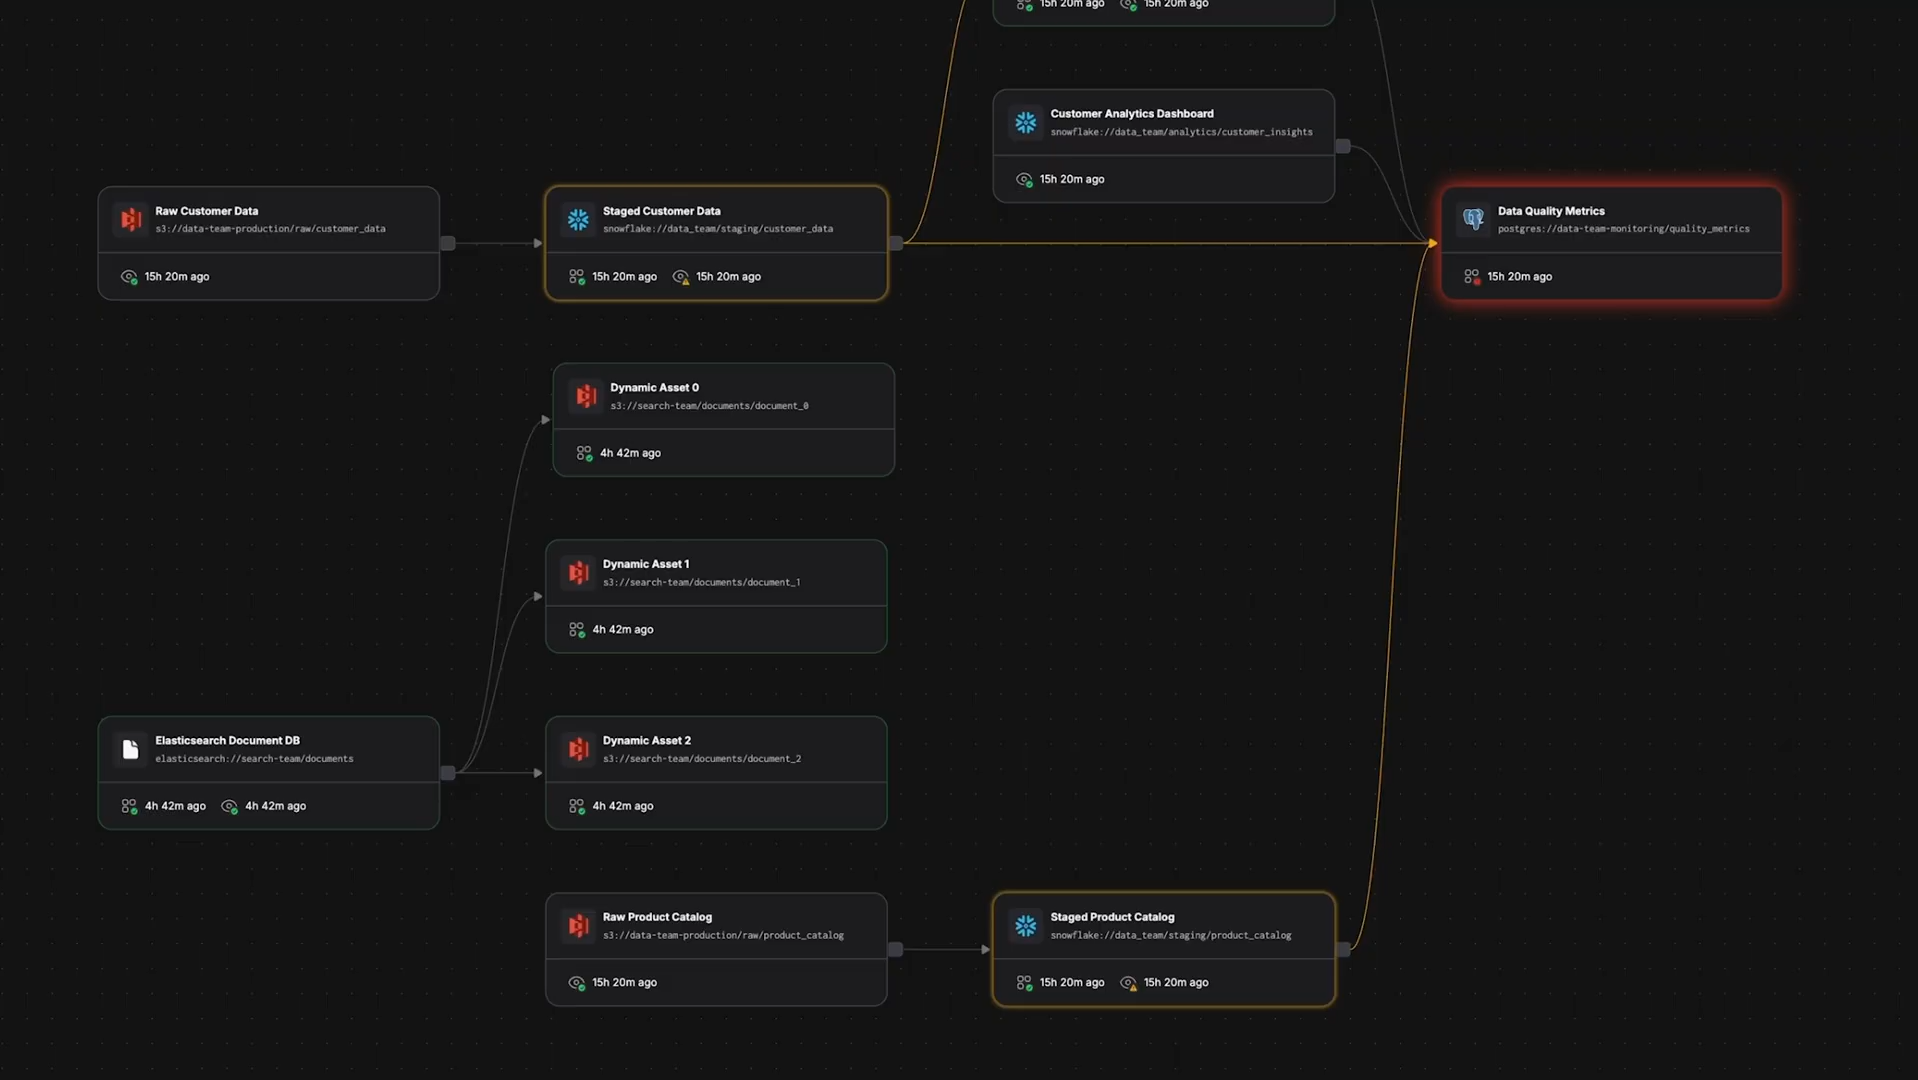 15h 20m ago 15h 20m ago
Customer Analytics Dashboard
snowflake://data_team/analytics/customer_insights
15h 20m ago
Raw Customer Data
s3://data-team-production/raw/customer_data
15h 20m ago
Staged Customer Data
snowflake://data_team/staging/customer_data
15h 20m ago 15h 20m ago
Data Quality Metrics
postgres://data-team-monitoring/quality_metrics
15h 20m ago
Dynamic Asset 0
s3://search-team/documents/document_0
4h 42m ago
Dynamic Asset 1
s3://search-team/documents/document_1
4h 42m ago
Elasticsearch Document DB
elasticsearch://search-team/documents
4h 42m ago 4h 42m ago
Dynamic Asset 2
s3://search-team/documents/document_2
4h 42m ago
Raw Product Catalog
s3://data-team-production/raw/product_catalog
15h 20m ago
Staged Product Catalog
snowflake://data_team/staging/product_catalog
15h 20m ago 15h 20m ago